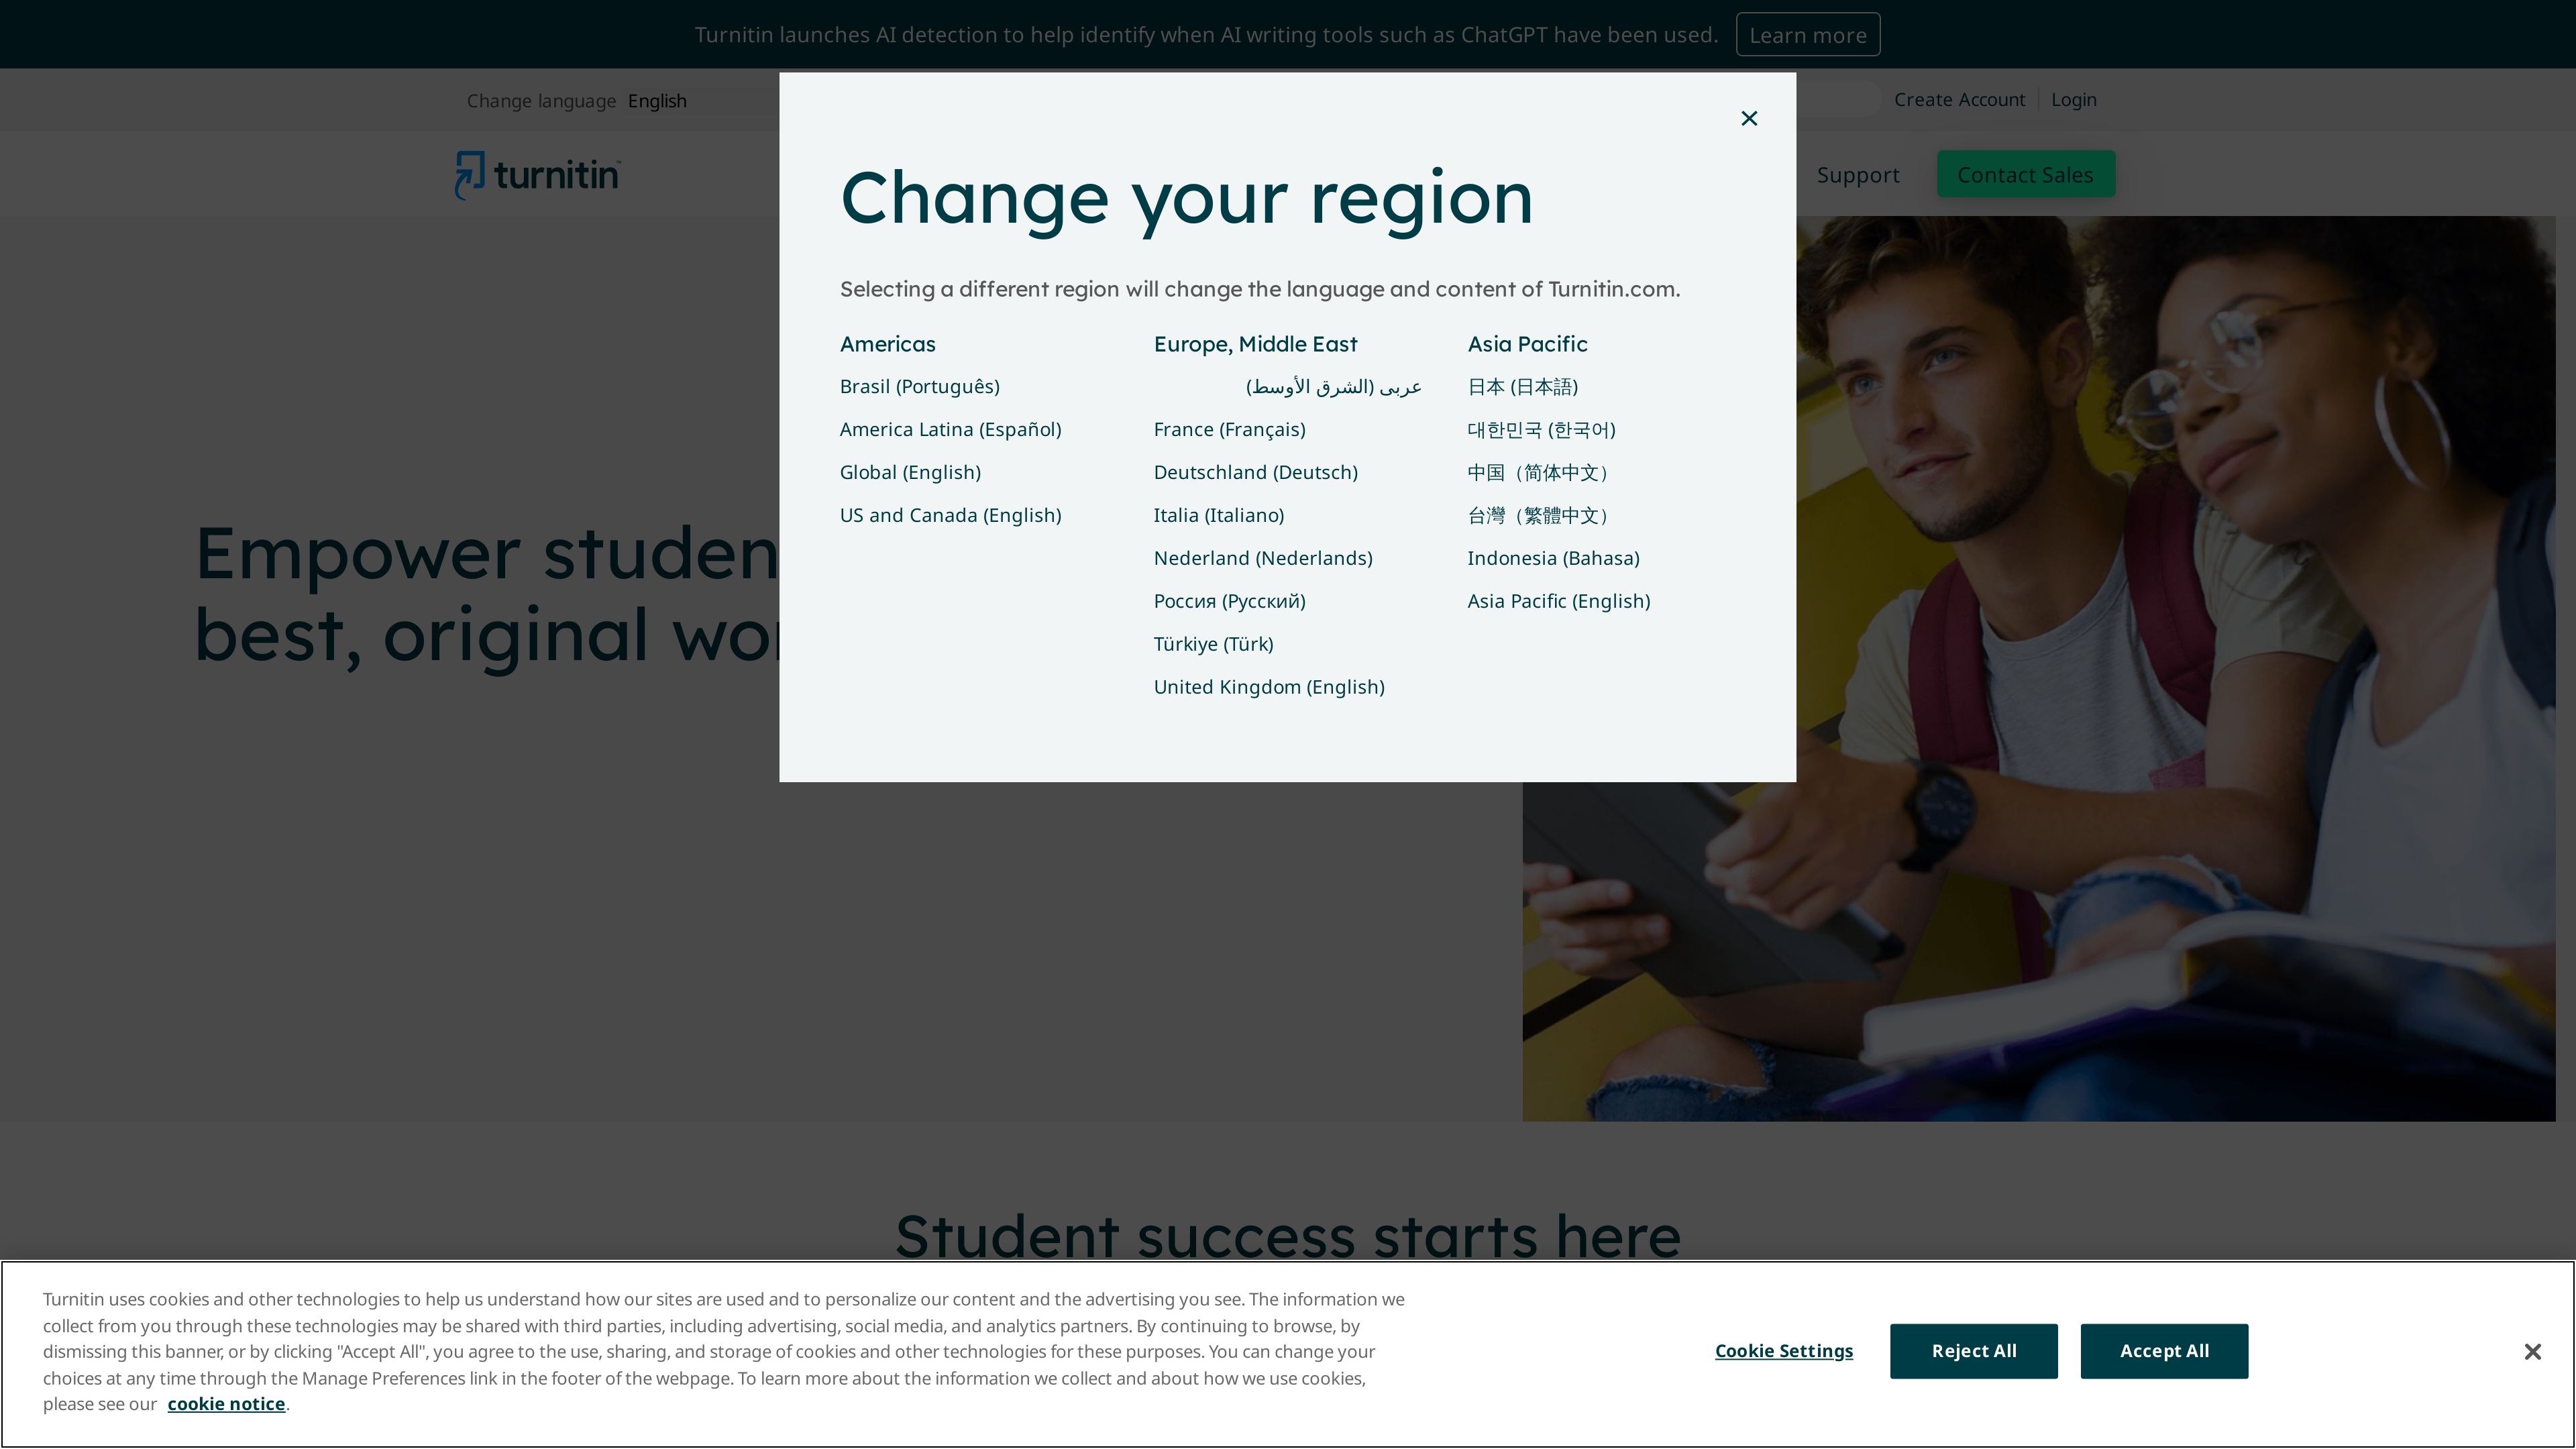 Turnitin launches AI detection to help identify when AI writing tools such as ChatGPT have been used. Learn more
Change language English
Create Account Login
turnitin™
Support Contact Sales
Change your region
Selecting a different region will change the language and content of Turnitin.com.
Americas
Brasil (Português)
America Latina (Español)
Global (English)
US and Canada (English)
Europe, Middle East
عربى (الشرق الأوسط)
France (Français)
Deutschland (Deutsch)
Italia (Italiano)
Nederland (Nederlands)
Россия (Русский)
Türkiye (Türk)
United Kingdom (English)
Asia Pacific
日本 (日本語)
대한민국 (한국어)
中国（简体中文）
台灣（繁體中文）
Indonesia (Bahasa)
Asia Pacific (English)
Empower
best, original
Student success starts here
Turnitin uses cookies and other technologies to help us understand how our sites are used and to personalize our content and the advertising you see. The information we
collect from you through these technologies may be shared with third parties, including advertising, social media, and analytics partners. By continuing to browse, by
dismissing this banner, or by clicking "Accept All", you agree to the use, sharing, and storage of cookies and other technologies for these purposes. You can change your
choices at any time through the Manage Preferences link in the footer of the webpage. To learn more about the information we collect and about how we use cookies,
please see our cookie notice.
Cookie Settings
Reject All
Accept All